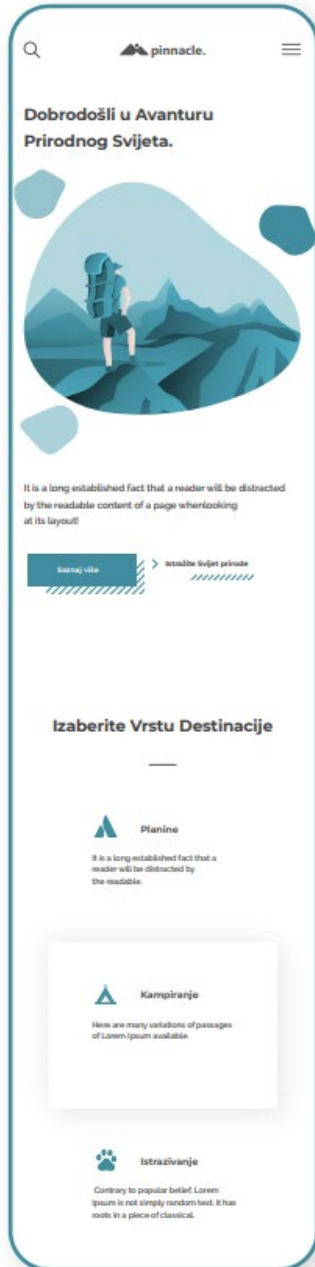 pinnacle.
Dobrodošli u Avanturu
Prirodnog Svijeta.
It is a long established fact that a reader will be distracted
by the readable content of a page whenlooking
at its layout!
Saznaj više
Istražite Svijet prirode
Izaberite Vrstu Destinacije
Planine
It is a long established fact that a
reader will be distracted by
the readable.
Kampiranje
Here are many variations of passages
of Lorem Ipsum available.
Istrazivanje
Contrary to popular belief, Lorem
Ipsum is not simply random text. It has
roots in a piece of classical.